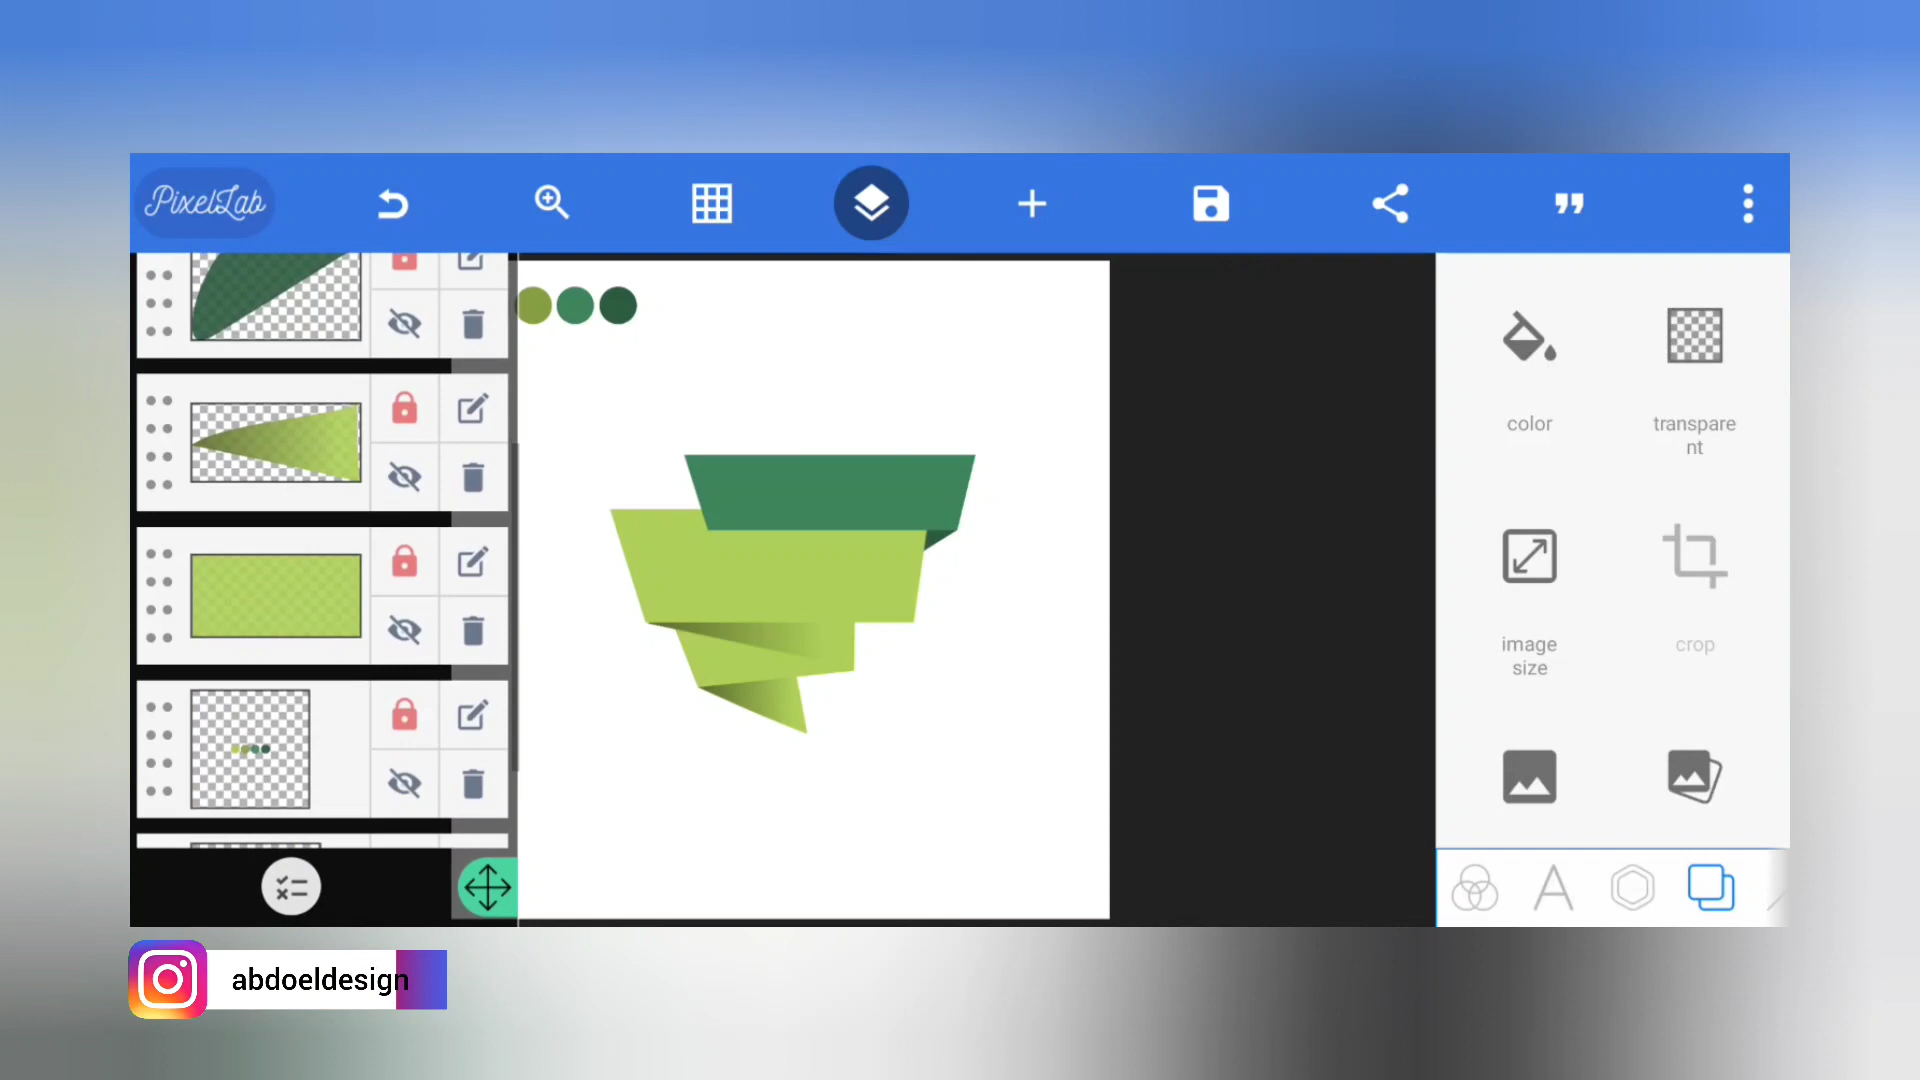 PixelLab
color
transpare
nt
image
size
crop
abdoeldesign